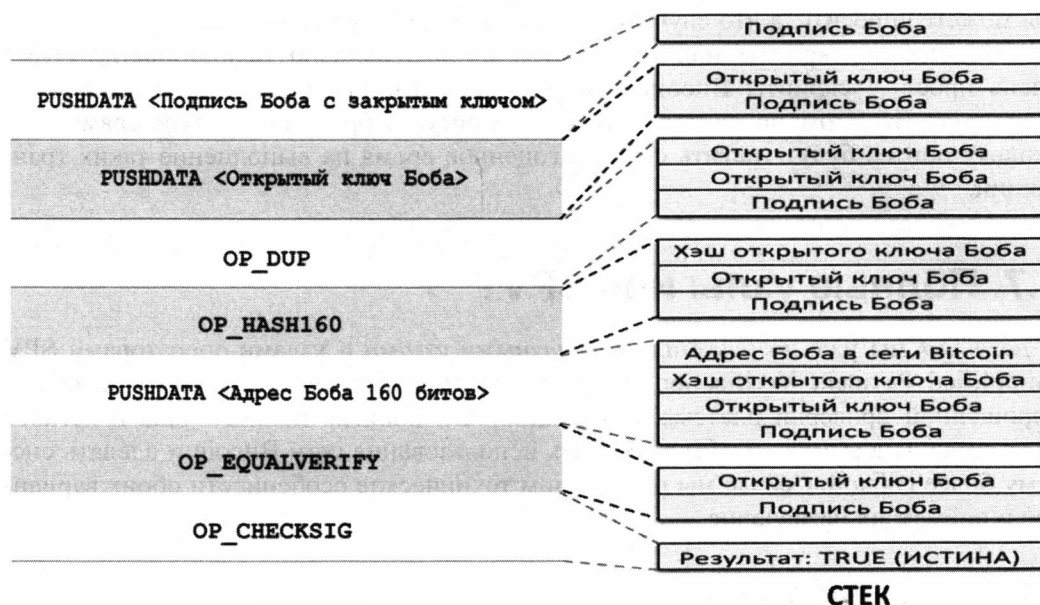 PUSHDATA <Подпись Боба с закрытым ключом>
PUSHDATA <Открытый ключ Боба>
OP_DUP
OP_HASH160
PUSHDATA <Адрес Боба 160 битов>
OP_EQUALVERIFY
OP_CHECKSIG
Подпись Боба
Открытый ключ Боба
Подпись Боба
Открытый ключ Боба
Открытый ключ Боба
Подпись Боба
Хэш открытого ключа Боба
Открытый ключ Боба
Подпись Боба
Адрес Боба в сети Bitcoin
Хэш открытого ключа Боба
Открытый ключ Боба
Подпись Боба
Открытый ключ Боба
Подпись Боба
Результат: TRUE (ИСТИНА)
СТЕК